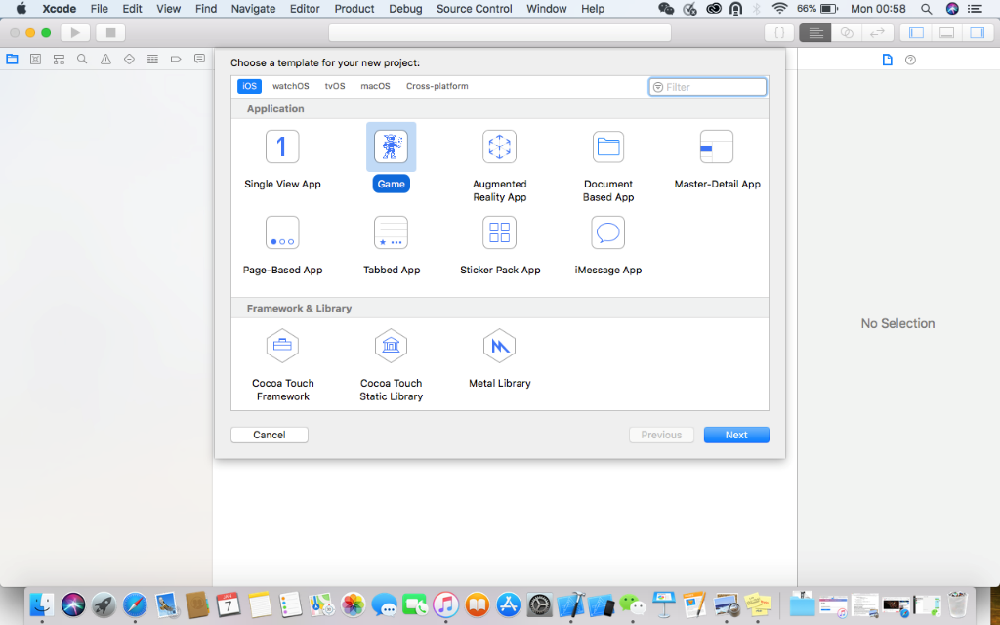 Xcode File Edit View Find Navigate Editor Product Debug Source Control Window Help 66% Mon 00:58
Choose a template for your new project:
iOS watchOS tvOS macOS Cross-platform Filter
Application
1
Single View App Game Augmented Reality App Document Based App Master-Detail App
Page-Based App Tabbed App Sticker Pack App iMessage App
Framework & Library
Cocoa Touch Framework Cocoa Touch Static Library Metal Library
Cancel Previous Next
No Selection
7